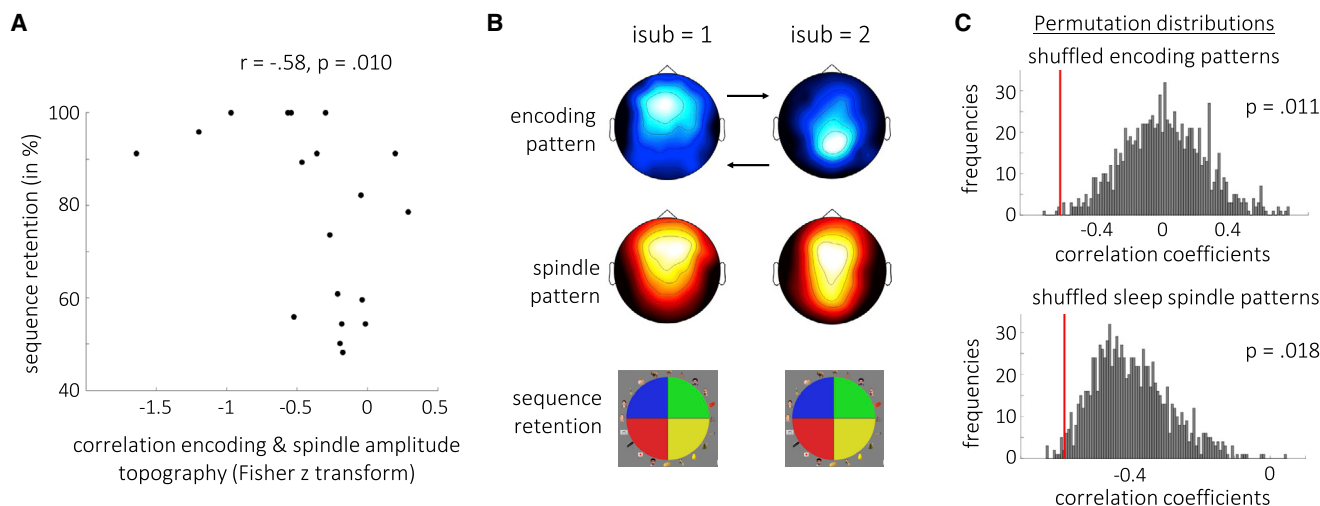 A
r = -.58, p = .010
sequence retention (in %)
100
80
60
40
-1.5
-1
-0.5
0
0.5
correlation encoding & spindle amplitude
topography (Fisher z transform)
B
isub = 1
isub = 2
encoding
pattern
spindle
pattern
sequence
retention
C
Permutation distributions
shuffled encoding patterns
p = .011
frequencies
30
20
10
0
-0.4
0
0.4
correlation coefficients
shuffled sleep spindle patterns
p = .018
frequencies
30
20
10
0
-0.4
0
correlation coefficients